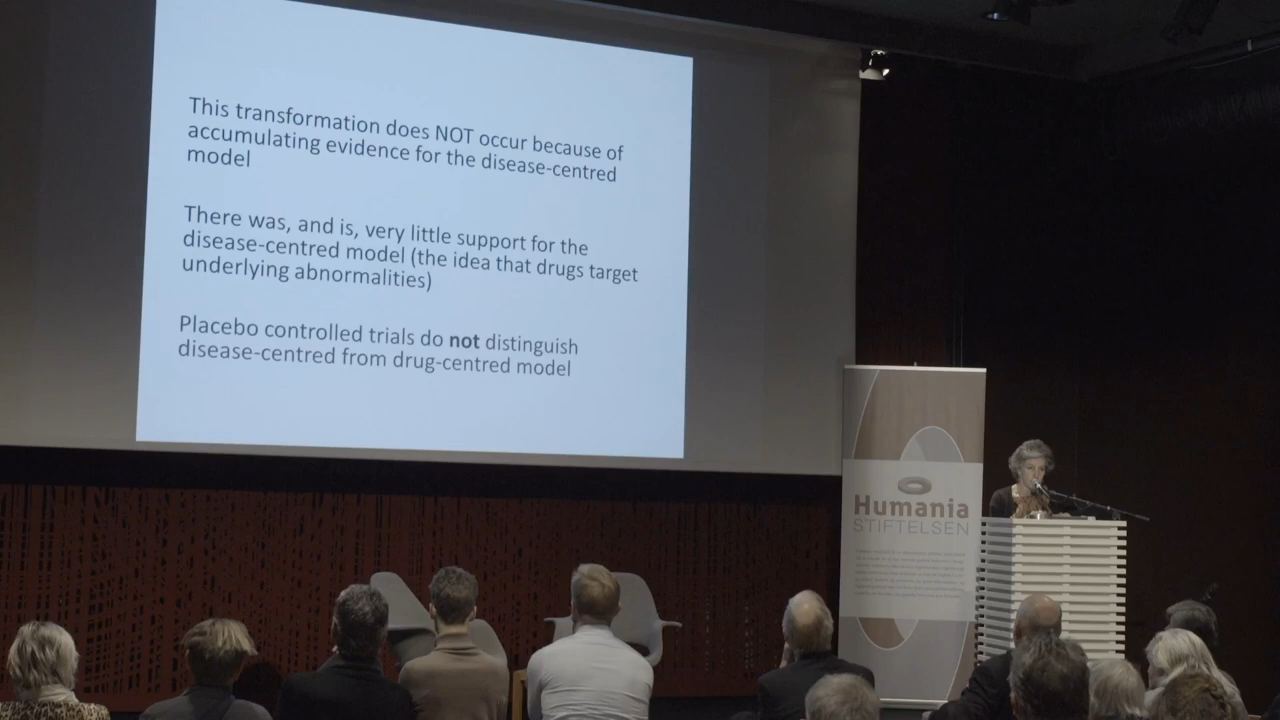 This transformation does NOT occur because of
accumulating evidence for the disease-centred
model
There was, and is, very little support for the
disease-centred model (the idea that drugs target
underlying abnormalities)
Placebo controlled trials do not distinguish
disease-centred from drug-centred model
Humania
STIFTELSEN